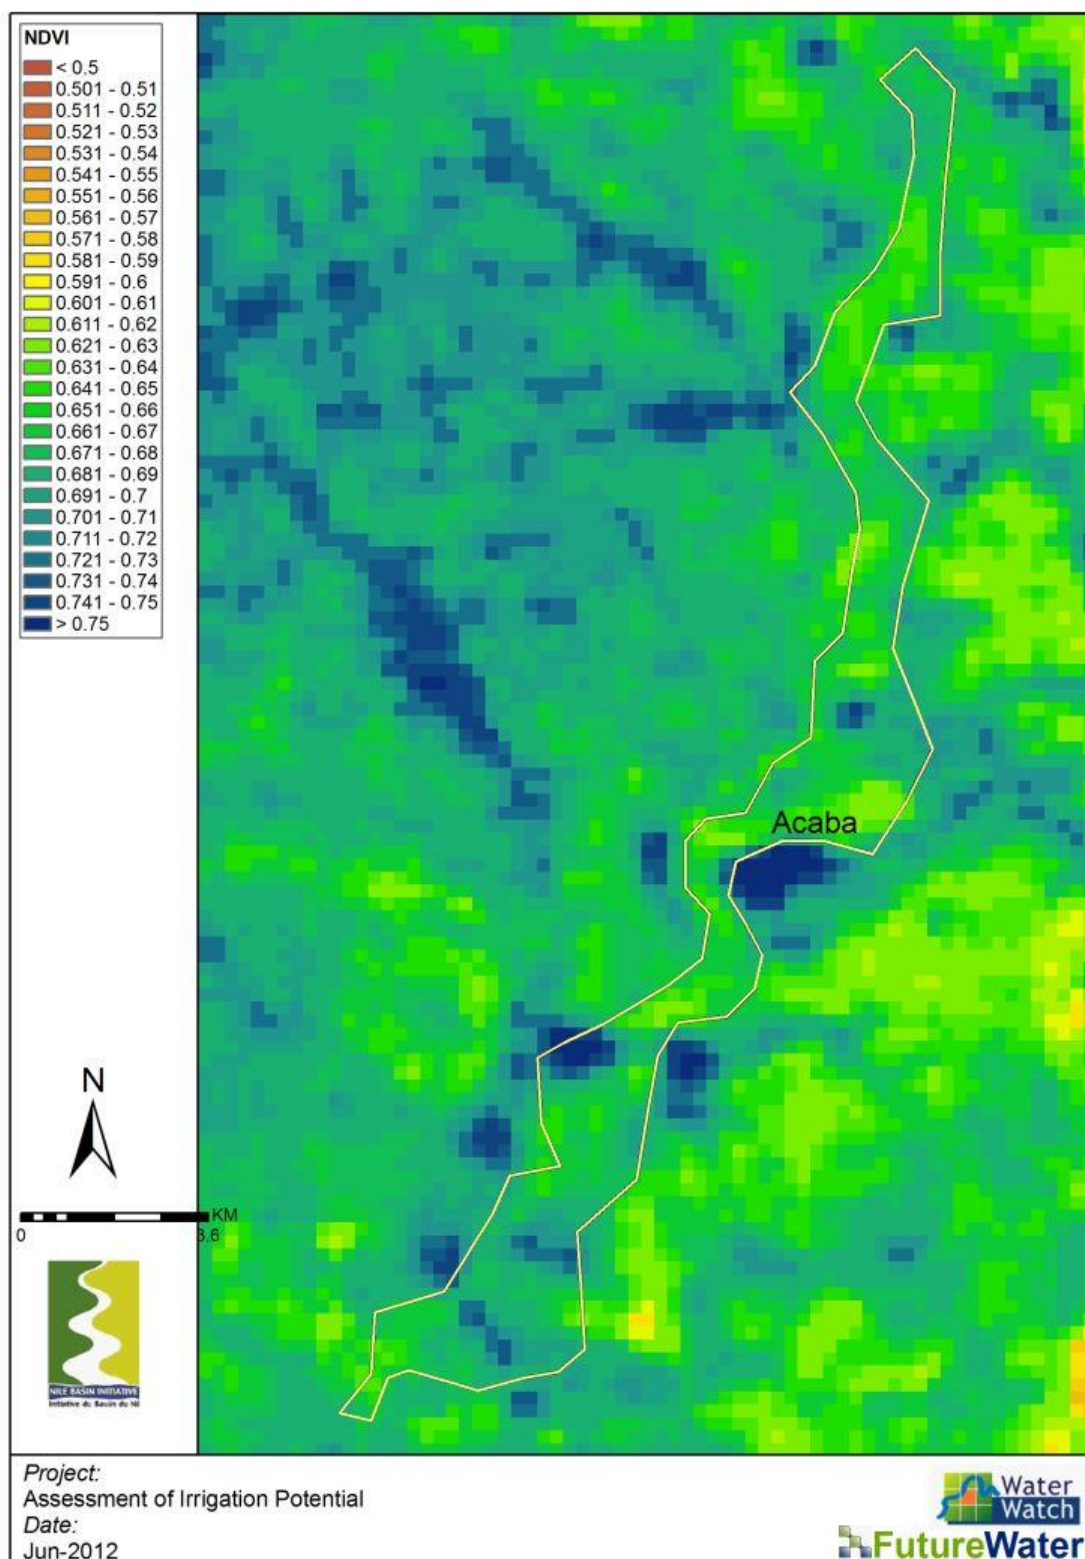 NDVI
< 0.5
0.501 - 0.51
0.511 - 0.52
0.521 - 0.53
0.531 - 0.54
0.541 - 0.55
0.551 - 0.56
0.561 - 0.57
0.571 - 0.58
0.581 - 0.59
0.591 - 0.6
0.601 - 0.61
0.611 - 0.62
0.621 - 0.63
0.631 - 0.64
0.641 - 0.65
0.651 - 0.66
0.661 - 0.67
0.671 - 0.68
0.681 - 0.69
0.691 - 0.7
0.701 - 0.71
0.711 - 0.72
0.721 - 0.73
0.731 - 0.74
0.741 - 0.75
> 0.75
Acaba
N
KM
0 3.6
NILE BASIN INITIATIVE
Initiative du Bassin du Nil
Project:
Assessment of Irrigation Potential
Date:
Jun-2012
Water
Watch
FutureWater